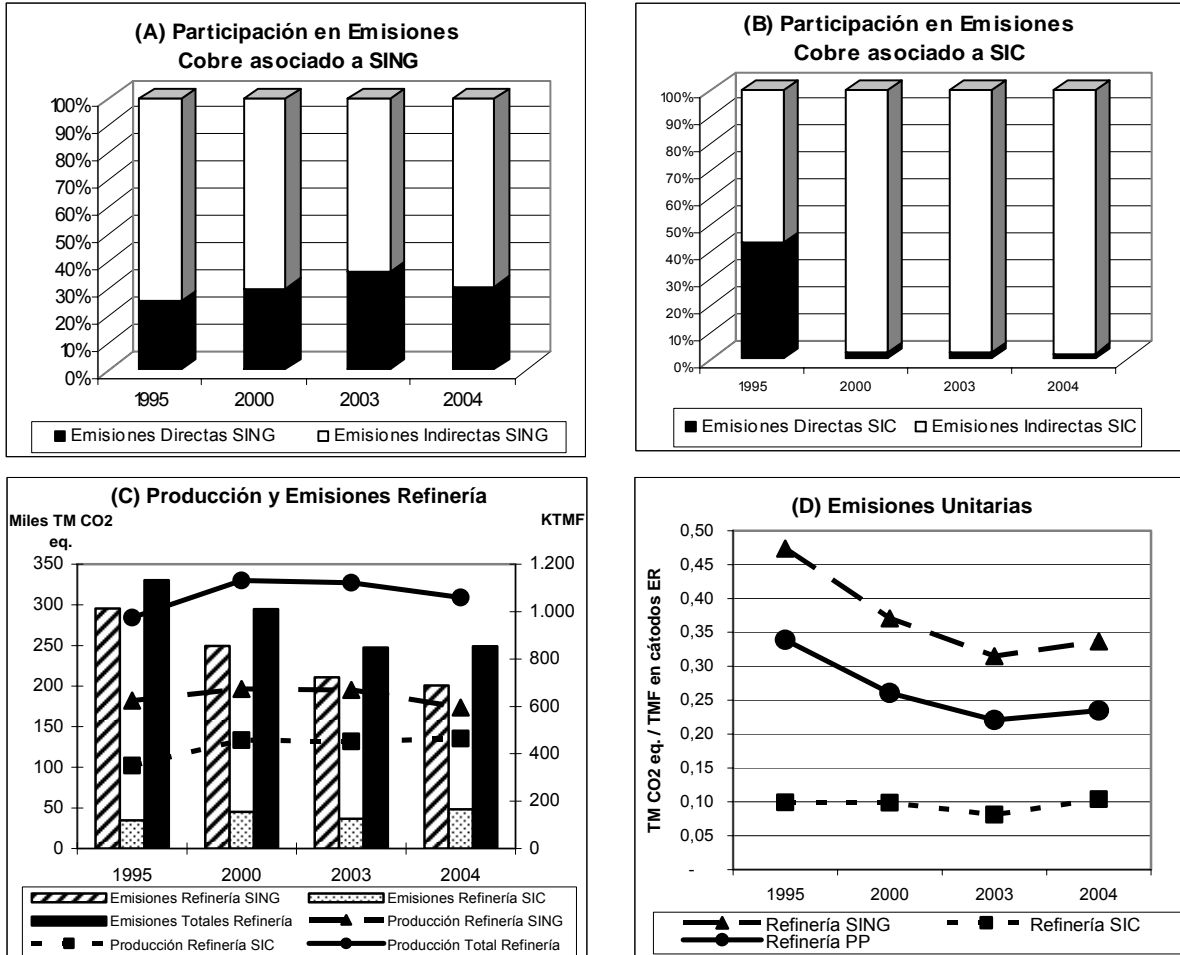 (A) Participación en Emisiones
Cobre asociado a SING
100%
90%
80%
70%
60%
50%
40%
30%
20%
10%
0%
1995 2000 2003 2004
Emisiones Directas SING Emisiones Indirectas SING
(B) Participación en Emisiones
Cobre asociado a SIC
100%
90%
80%
70%
60%
50%
40%
30%
20%
10%
0%
1995 2000 2003 2004
Emisiones Directas SIC Emisiones Indirectas SIC
(C) Producción y Emisiones Refinería
Miles TM CO2
eq.
KTMF
350
300
250
200
150
100
50
0
1.200
1.000
800
600
400
200
0
1995 2000 2003 2004
Emisiones Refinería SING Emisiones Refinería SIC
Emisiones Totales Refinería Producción Refinería SING
Producción Refinería SIC Producción Total Refinería
(D) Emisiones Unitarias
TM CO2 eq. / TMF en cátodos ER
0,50
0,45
0,40
0,35
0,30
0,25
0,20
0,15
0,10
0,05
-
1995 2000 2003 2004
Refinería SING Refinería SIC
Refinería PP